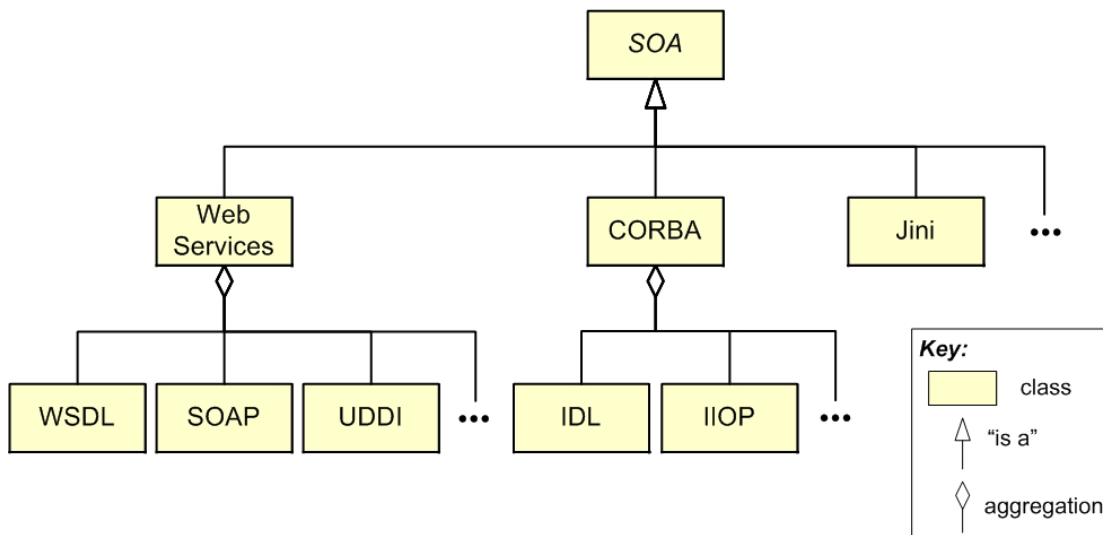 SOA
Web
Services
CORBA
Jini
...
WSDL
SOAP
UDDI
...
IDL
IIOP
...
Key:
class
“is a”
aggregation